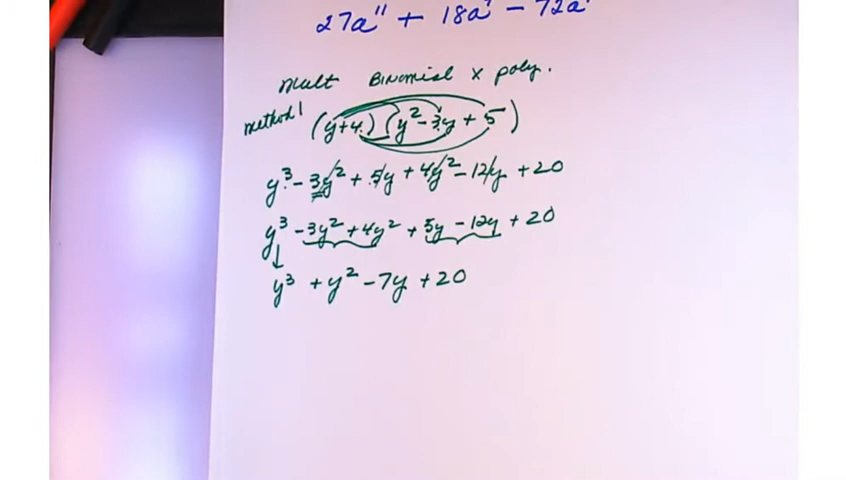 27a¹¹ + 18a - 72a
Mult Binomial x poly.
Method 1
(y+4)(y² - 3y + 5)
y³ - 3y² + 5y + 4y² - 12y + 20
y³ - 3y² + 4y² + 5y - 12y + 20
y³ + y² - 7y + 20